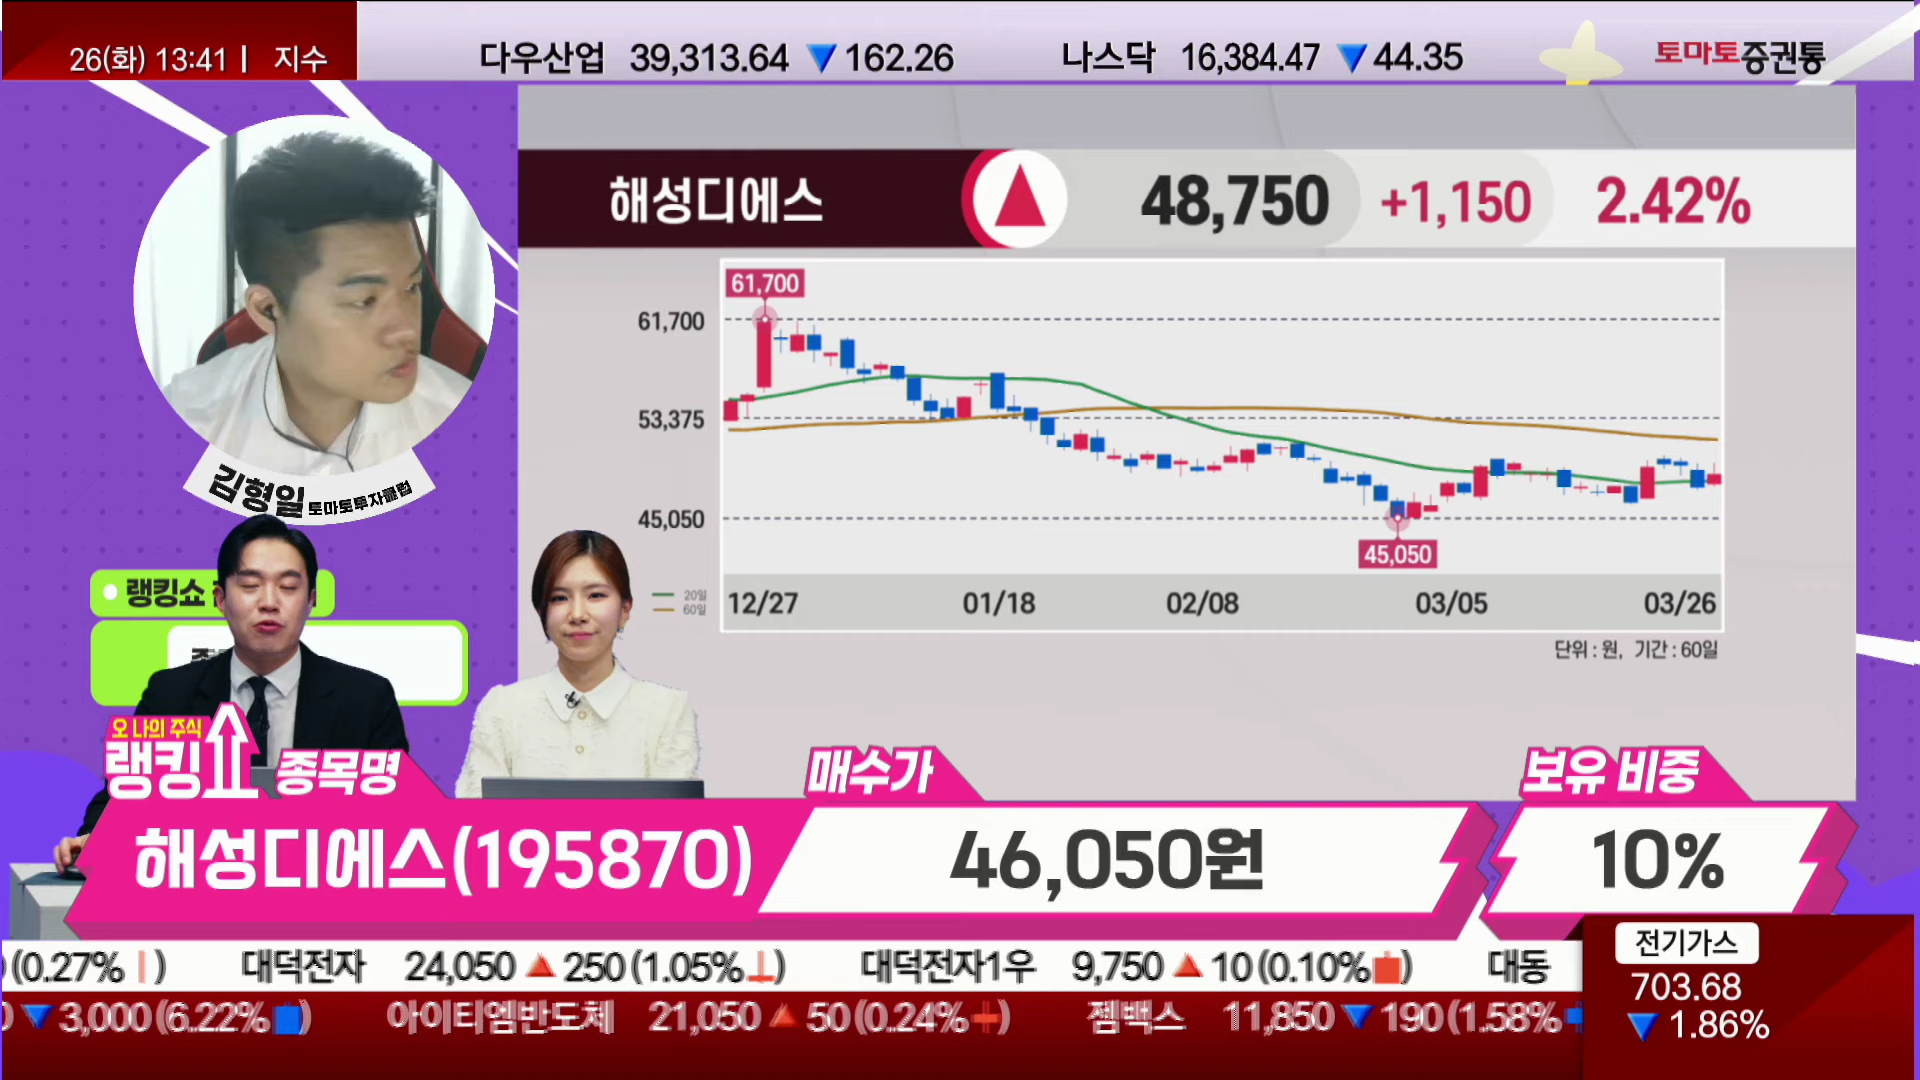 26(화) 13:41 | 지수
다우산업 39,313.64 ▼ 162.26
나스닥 16,384.47 ▼ 44.35
토마토증권통
해성디에스 ▲ 48,750 +1,150 2.42%
61,700
61,700
53,375
45,050
45,050
20일
60일
12/27 01/18 02/08 03/05 03/26
단위 : 원, 기간 : 60일
김형일 토마토투자클럽
랭킹쇼
오 나의 주식
랭킹쇼
종목명
매수가
보유 비중
해성디에스(195870)
46,050원
10%
(0.27% ) 대덕전자 24,050 ▲ 250 (1.05% ) 대덕전자1우 9,750 ▲ 10 (0.10% ) 대동
▼ 3,000 (6.22% ) 아이티엠반도체 21,050 ▲ 50 (0.24% ) 젬백스 11,850 ▼ 190 (1.58%
전기가스
703.68
▼ 1.86%